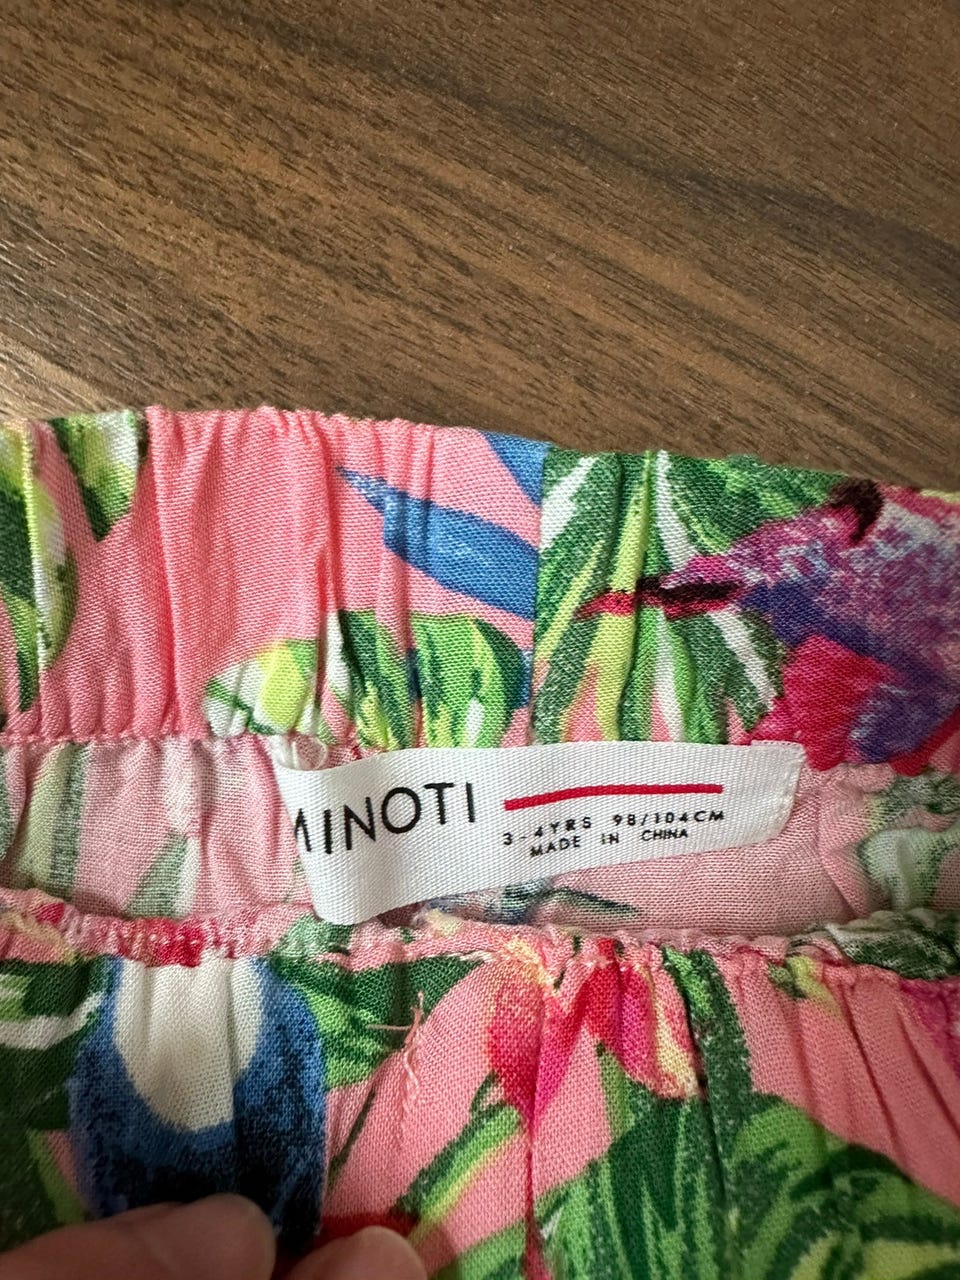 MINOTI
3-4YRS 98/104CM
MADE IN CHINA